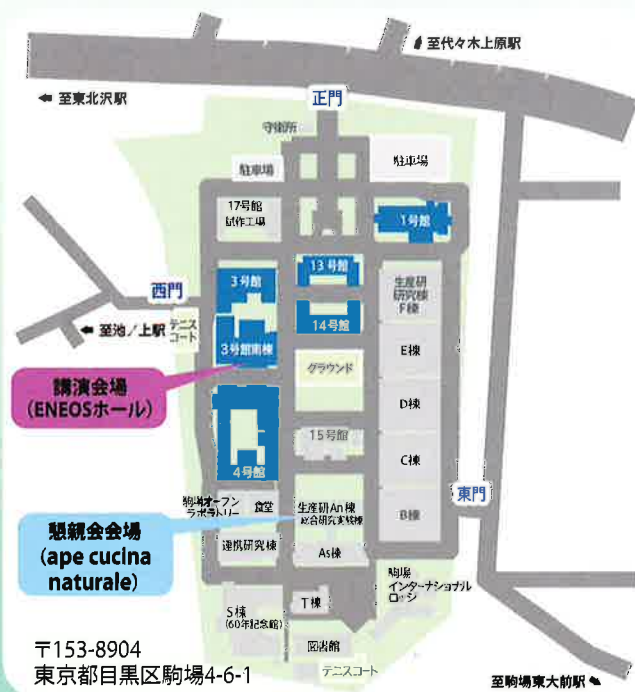 至代々木上原駅
至東北沢駅
正門
守衛所
駐車場
駐車場
17号館
試作工場
1号館
3号館
13号館
生産研
研究棟
F棟
西門
14号館
至池ノ上駅
テニス
コート
3号館南棟
E棟
グラウンド
講演会場
(ENEOSホール)
D棟
15号館
C棟
4号館
東門
駒場オープン
ラボラトリー
食堂
生産研An棟
総合研究実験棟
B棟
懇親会会場
(ape cucina
naturale)
連携研究棟
As棟
駒場
インターナショナル
ロッジ
S棟
(60年記念館)
T棟
図書館
テニスコート
〒153-8904
東京都目黒区駒場4-6-1
至駒場東大前駅